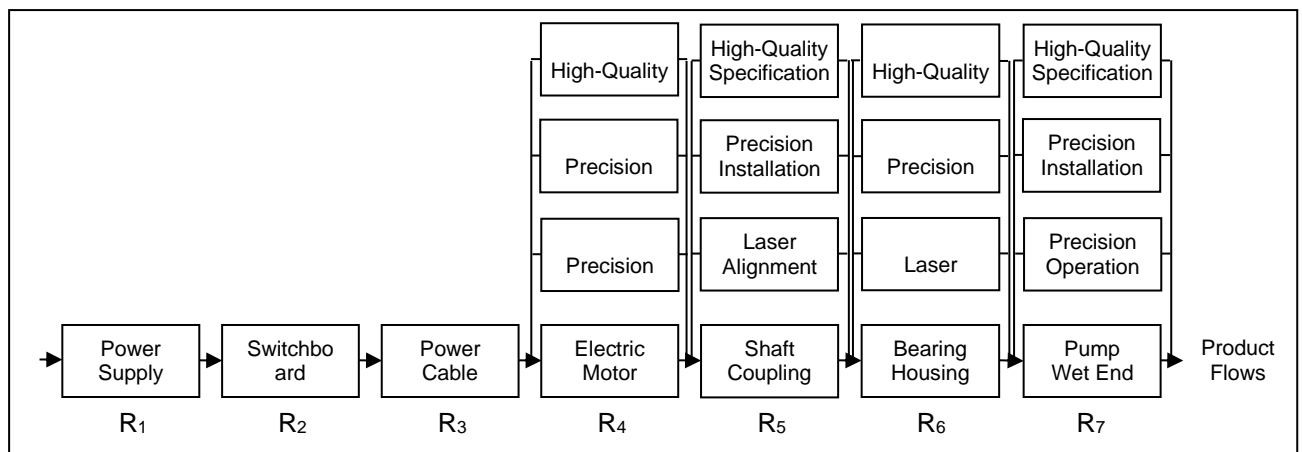 High-Quality
High-Quality
Specification
High-Quality
High-Quality
Specification
Precision
Precision
Installation
Precision
Precision
Installation
Precision
Laser
Alignment
Laser
Precision
Operation
Power
Supply
Switchbo
ard
Power
Cable
Electric
Motor
Shaft
Coupling
Bearing
Housing
Pump
Wet End
Product
Flows
R1
R2
R3
R4
R5
R6
R7